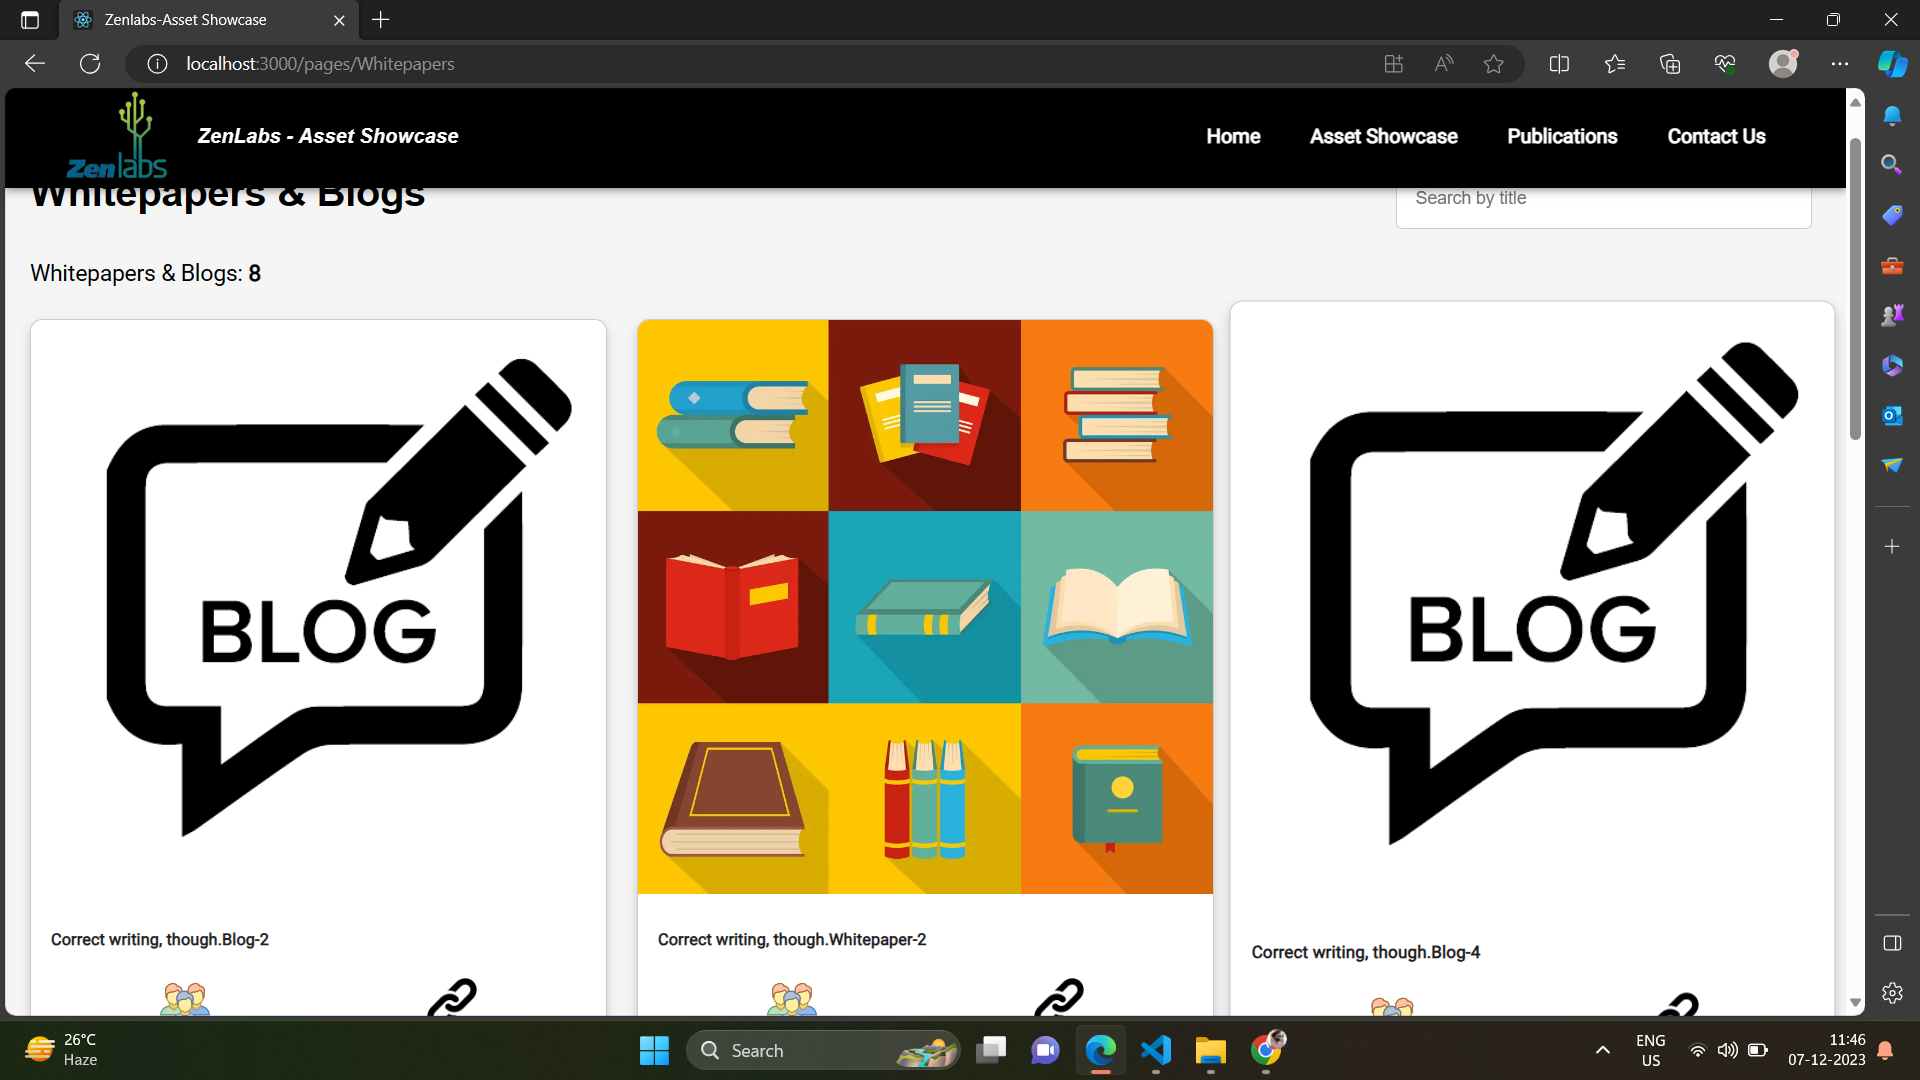 Zenlabs-Asset Showcase
localhost:3000/pages/Whitepapers
Zenlabs
ZenLabs - Asset Showcase
Home
Asset Showcase
Publications
Contact Us
Whitepapers & Blogs
Search by title
Whitepapers & Blogs: 8
BLOG
BLOG
Correct writing, though.Blog-2
Correct writing, though.Whitepaper-2
Correct writing, though.Blog-4
26°C
Haze
Search
ENG
US
11:46
07-12-2023